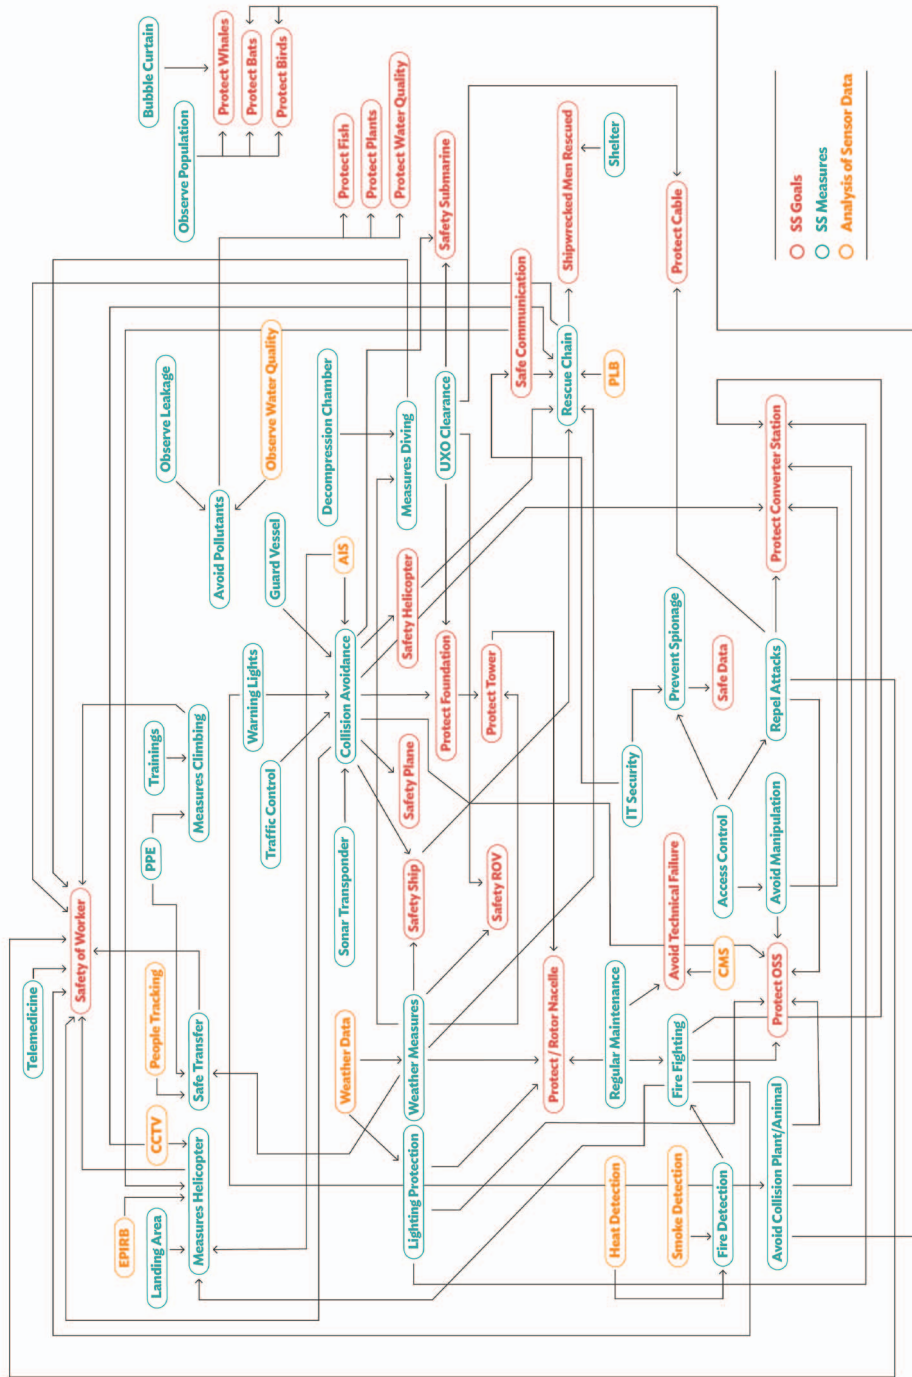 Telemedicine
Safety of Worker
EPIRB
CCTV
People Tracking
PPE
Trainings
Landing Area
Measures Helicopter
Safe Transfer
Measures Climbing
Observe Leakage
Observe Water Quality
Avoid Pollutants
Observe Population
Bubble Curtain
Protect Whales
Protect Bats
Protect Birds
Protect Fish
Protect Plants
Protect Water Quality
Traffic Control
Warning Lights
Guard Vessel
Sonar Transponder
Collision Avoidance
AIS
Decompression Chamber
Measures Diving
Safety Submarine
Weather Data
Lighting Protection
Weather Measures
Safety Ship
Safety Plane
Safety Helicopter
Protect Foundation
UXO Clearance
Safety ROV
Protect Tower
Safe Communication
Rescue Chain
Shipwrecked Men Rescued
PLB
Shelter
Protect / Rotor Nacelle
Heat Detection
Regular Maintenance
IT Security
Smoke Detection
Fire Fighting
Avoid Technical Failure
Prevent Spionage
Protect Cable
Fire Detection
CMS
Access Control
Safe Data
Avoid Collision Plant/Animal
Protect OSS
Avoid Manipulation
Repel Attacks
Protect Converter Station
SS Goals
SS Measures
Analysis of Sensor Data